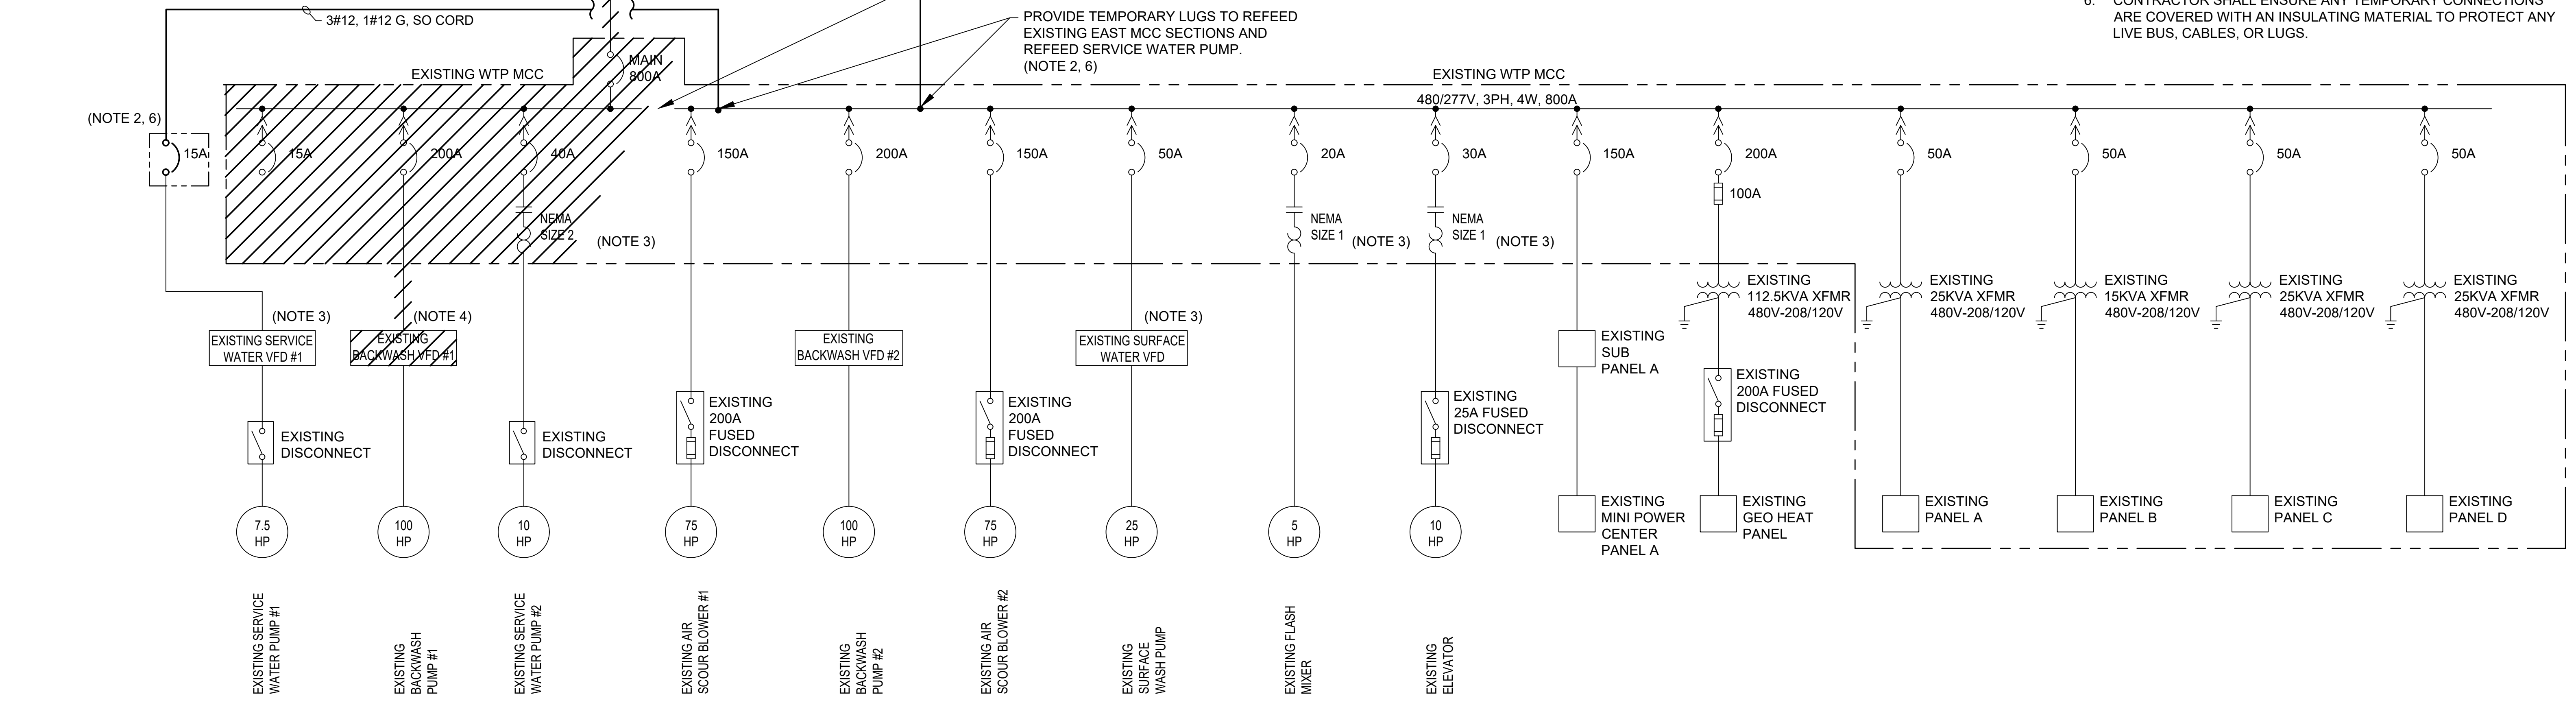 6. CONTRACTOR SHALL ENSURE ANY TEMPORARY CONNECTIONS
ARE COVERED WITH AN INSULATING MATERIAL TO PROTECT ANY
LIVE BUS, CABLES, OR LUGS.
3#12, 1#12 G, SO CORD
PROVIDE TEMPORARY LUGS TO REFEED
EXISTING EAST MCC SECTIONS AND
REFEED SERVICE WATER PUMP.
(NOTE 2, 6)
MAIN
800A
EXISTING WTP MCC
EXISTING WTP MCC
480/277V, 3PH, 4W, 800A
(NOTE 2, 6)
15A
15A
200A
40A
150A
200A
150A
50A
20A
30A
150A
200A
50A
50A
50A
50A
100A
NEMA
SIZE 2
(NOTE 3)
NEMA
SIZE 1
(NOTE 3)
NEMA
SIZE 1
(NOTE 3)
EXISTING
112.5KVA XFMR
480V-208/120V
EXISTING
25KVA XFMR
480V-208/120V
EXISTING
15KVA XFMR
480V-208/120V
EXISTING
25KVA XFMR
480V-208/120V
EXISTING
25KVA XFMR
480V-208/120V
(NOTE 3)
EXISTING SERVICE
WATER VFD #1
(NOTE 4)
EXISTING
BACKWASH VFD #1
EXISTING
BACKWASH VFD #2
(NOTE 3)
EXISTING SURFACE
WATER VFD
EXISTING
SUB
PANEL A
EXISTING
200A FUSED
DISCONNECT
EXISTING
DISCONNECT
EXISTING
DISCONNECT
EXISTING
200A
FUSED
DISCONNECT
EXISTING
200A
FUSED
DISCONNECT
EXISTING
25A FUSED
DISCONNECT
7.5
HP
100
HP
10
HP
75
HP
100
HP
75
HP
25
HP
5
HP
10
HP
EXISTING
MINI POWER
CENTER
PANEL A
EXISTING
GEO HEAT
PANEL
EXISTING
PANEL A
EXISTING
PANEL B
EXISTING
PANEL C
EXISTING
PANEL D
EXISTING SERVICE
WATER PUMP #1
EXISTING
BACKWASH
PUMP #1
EXISTING SERVICE
WATER PUMP #2
EXISTING AIR
SCOUR BLOWER #1
EXISTING
BACKWASH
PUMP #2
EXISTING AIR
SCOUR BLOWER #2
EXISTING
SURFACE
WASH PUMP
EXISTING FLASH
MIXER
EXISTING
ELEVATOR